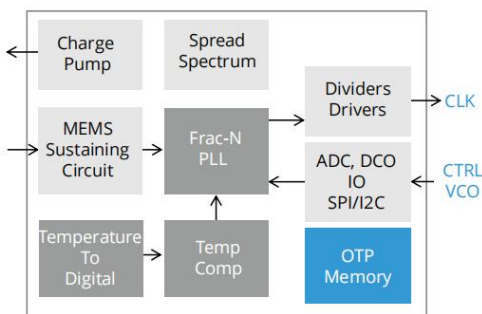 Charge
Pump
Spread
Spectrum
Dividers
Drivers
CLK
MEMS
Sustaining
Circuit
Frac-N
PLL
ADC, DCO
IO
SPI/I2C
CTRL
VCO
Temperature
To
Digital
Temp
Comp
OTP
Memory